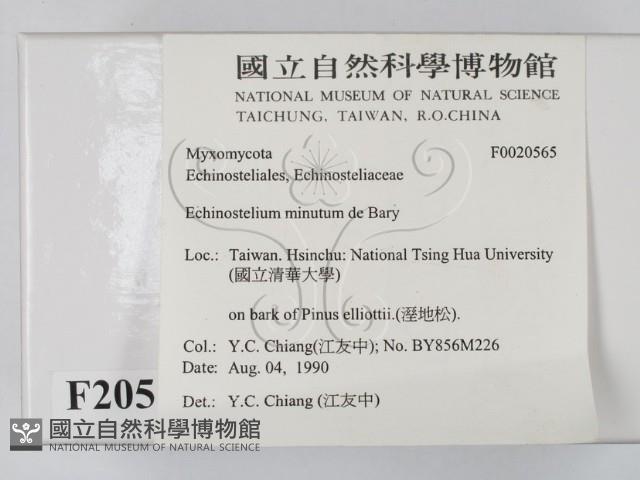 國立自然科學博物館
NATIONAL MUSEUM OF NATURAL SCIENCE
TAICHUNG, TAIWAN, R.O.CHINA
Myxomycota F0020565
Echinosteliales, Echinosteliaceae
Echinostelium minutum de Bary
Loc.: Taiwan. Hsinchu: National Tsing Hua University
(國立清華大學)
on bark of Pinus elliottii.(溼地松).
Col.: Y.C. Chiang(江友中); No. BY856M226
Date: Aug. 04, 1990
Det.: Y.C. Chiang (江友中)
F205
國立自然科學博物館
NATIONAL MUSEUM OF NATURAL SCIENCE